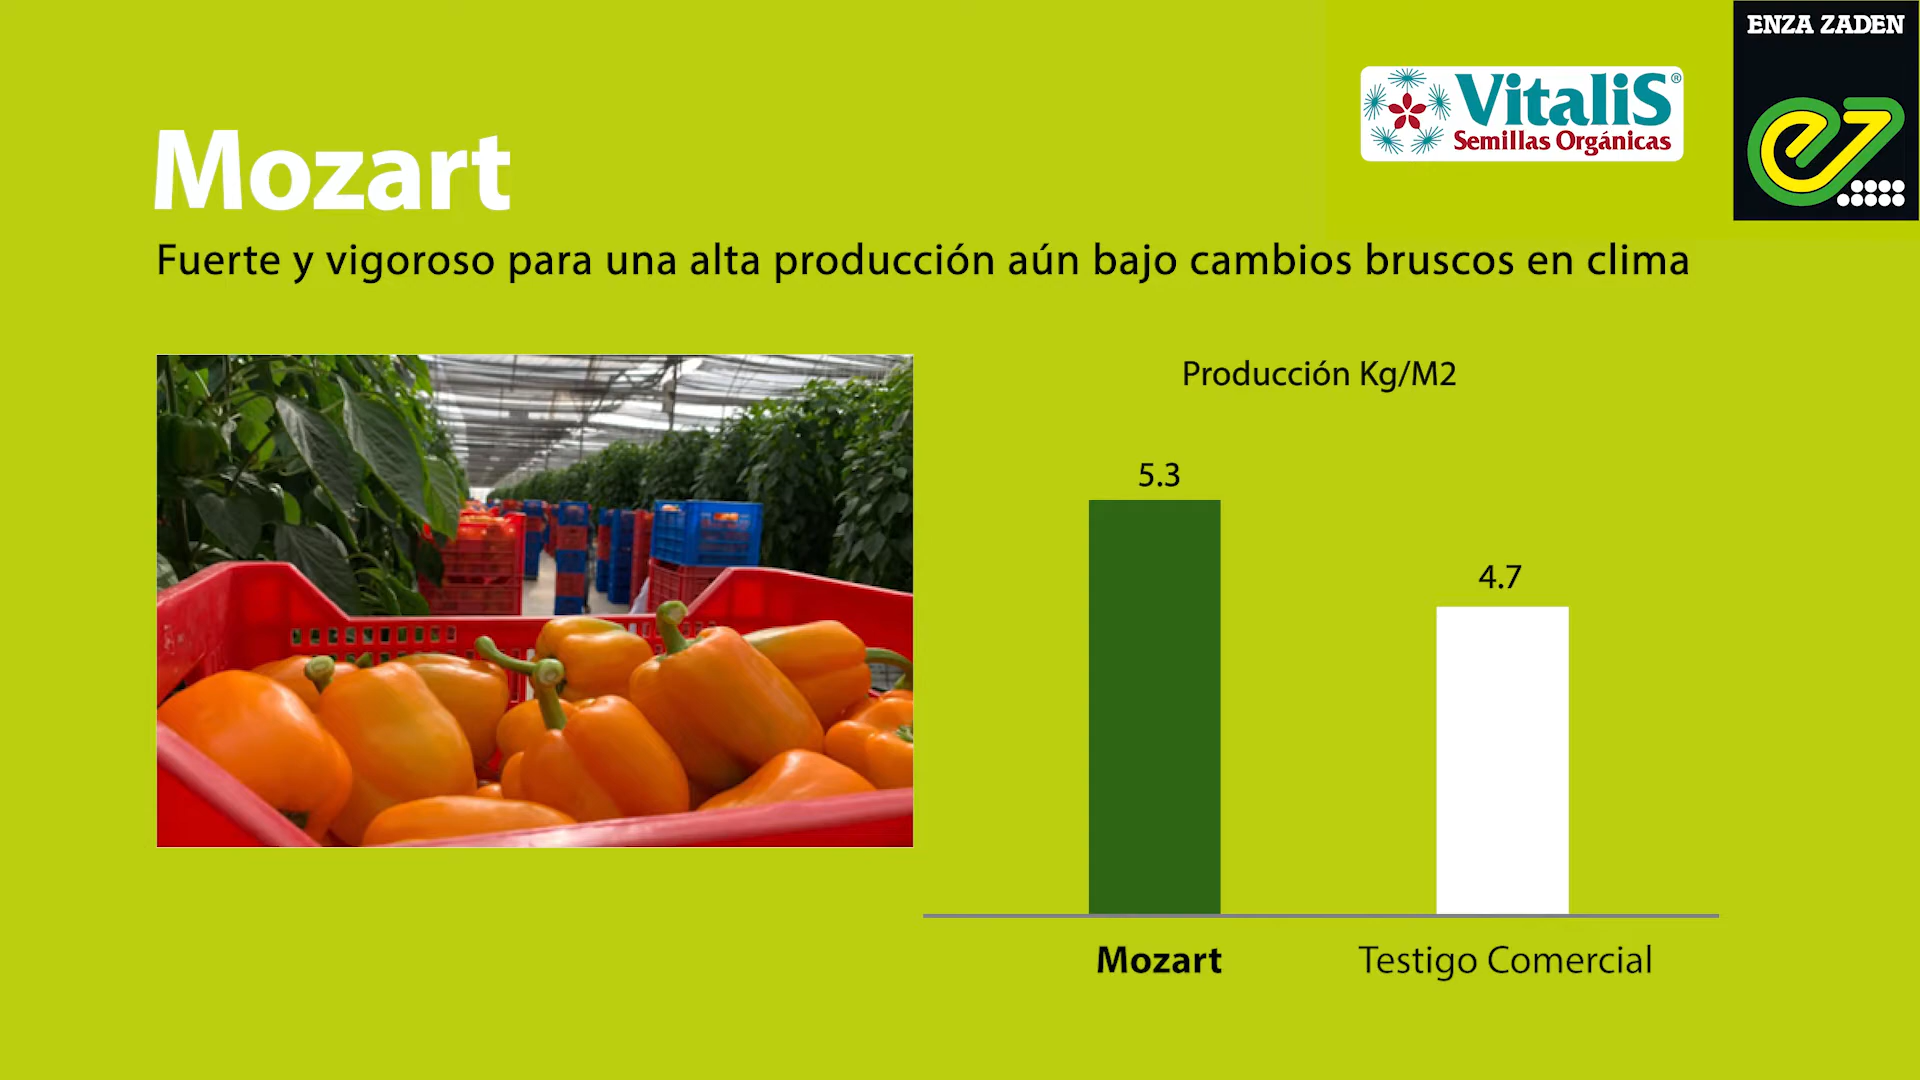 ENZA ZADEN
VitaliS®
Semillas Orgánicas
Mozart
Fuerte y vigoroso para una alta producción aún bajo cambios bruscos en clima
Producción Kg/M2
5.3
4.7
Mozart
Testigo Comercial